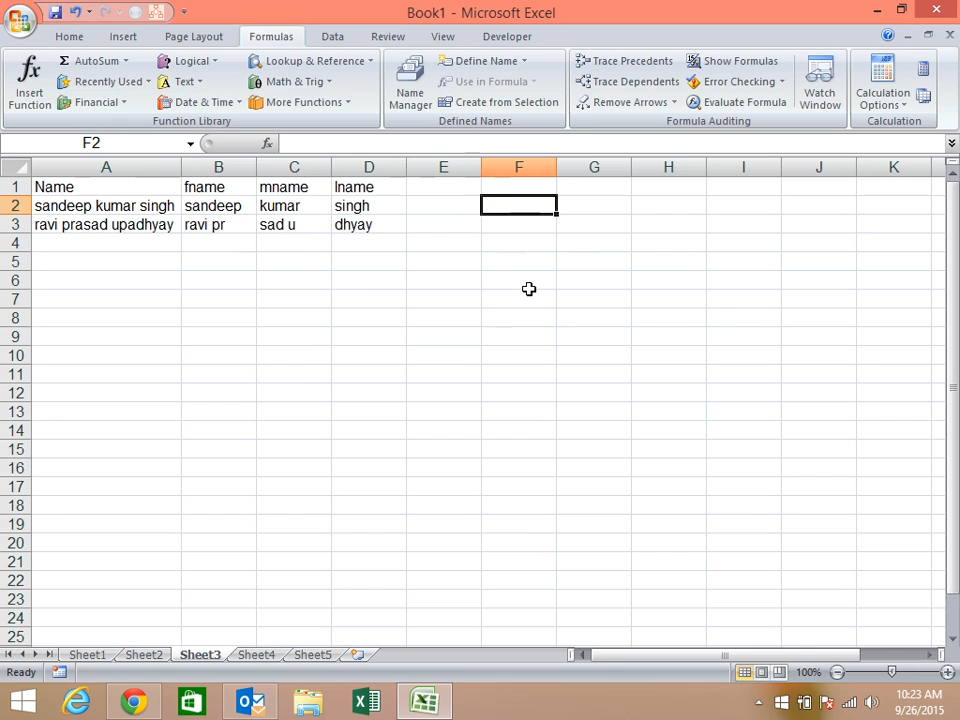 Book1 - Microsoft Excel
Home Insert Page Layout Formulas Data Review View Developer
fx Insert Function
Σ AutoSum
Recently Used
Financial
Logical
Text
Date & Time
Lookup & Reference
Math & Trig
More Functions
Function Library
Name Manager
Define Name
Use in Formula
Create from Selection
Defined Names
Trace Precedents
Trace Dependents
Remove Arrows
Show Formulas
Error Checking
Evaluate Formula
Formula Auditing
Watch Window
Calculation Options
Calculation
F2 fx
A B C D E F G H I J K
1 Name fname mname lname
2 sandeep kumar singh sandeep kumar singh
3 ravi prasad upadhyay ravi pr sad u dhyay
4
5
6
7
8
9
10
11
12
13
14
15
16
17
18
19
20
21
22
23
24
25
Sheet1 Sheet2 Sheet3 Sheet4 Sheet5
Ready 100%
10:23 AM
9/26/2015